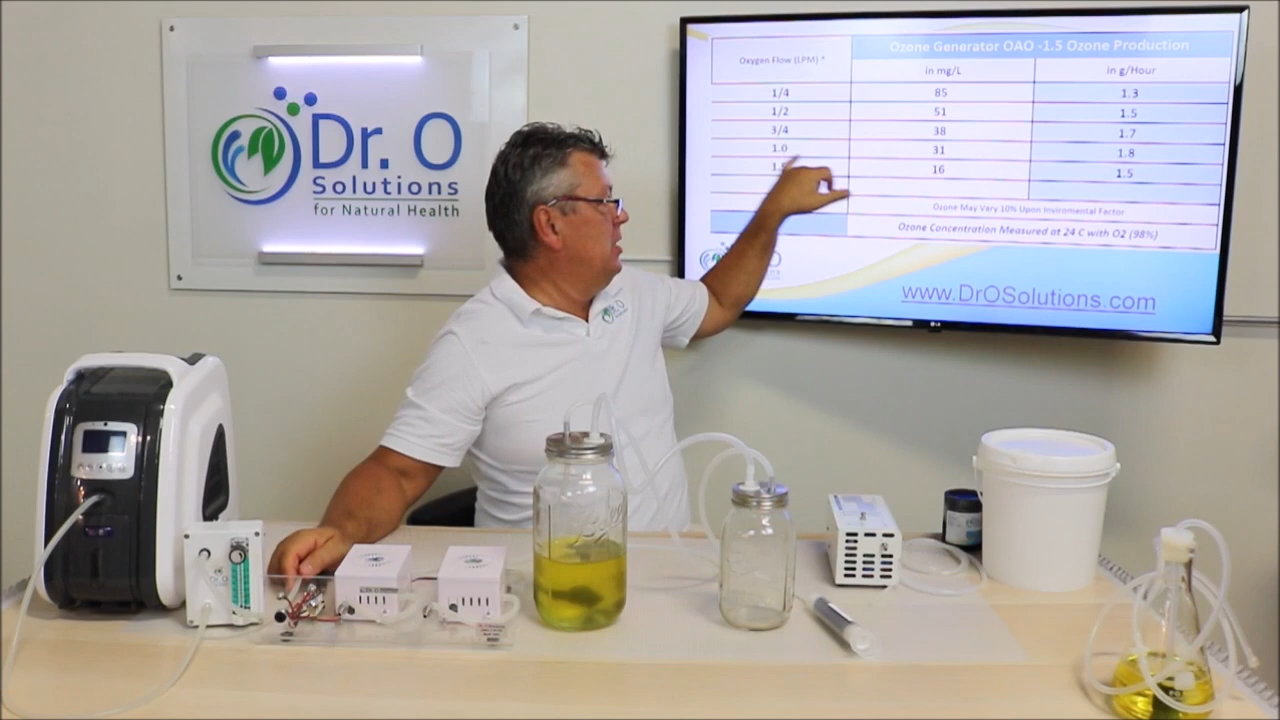 Dr. O
Solutions
for Natural Health
Ozone Generator OAO -1.5 Ozone Production
Oxygen Flow (LPM) * in mg/L in g/Hour
1/4 85 1.3
1/2 51 1.5
3/4 38 1.7
1.0 31 1.8
16 1.5
Ozone May Vary 10% Upon Inviromental Factor
Ozone Concentration Measured at 24 C with O2 (98%)
www.DrOSolutions.com
LG
Dr. O